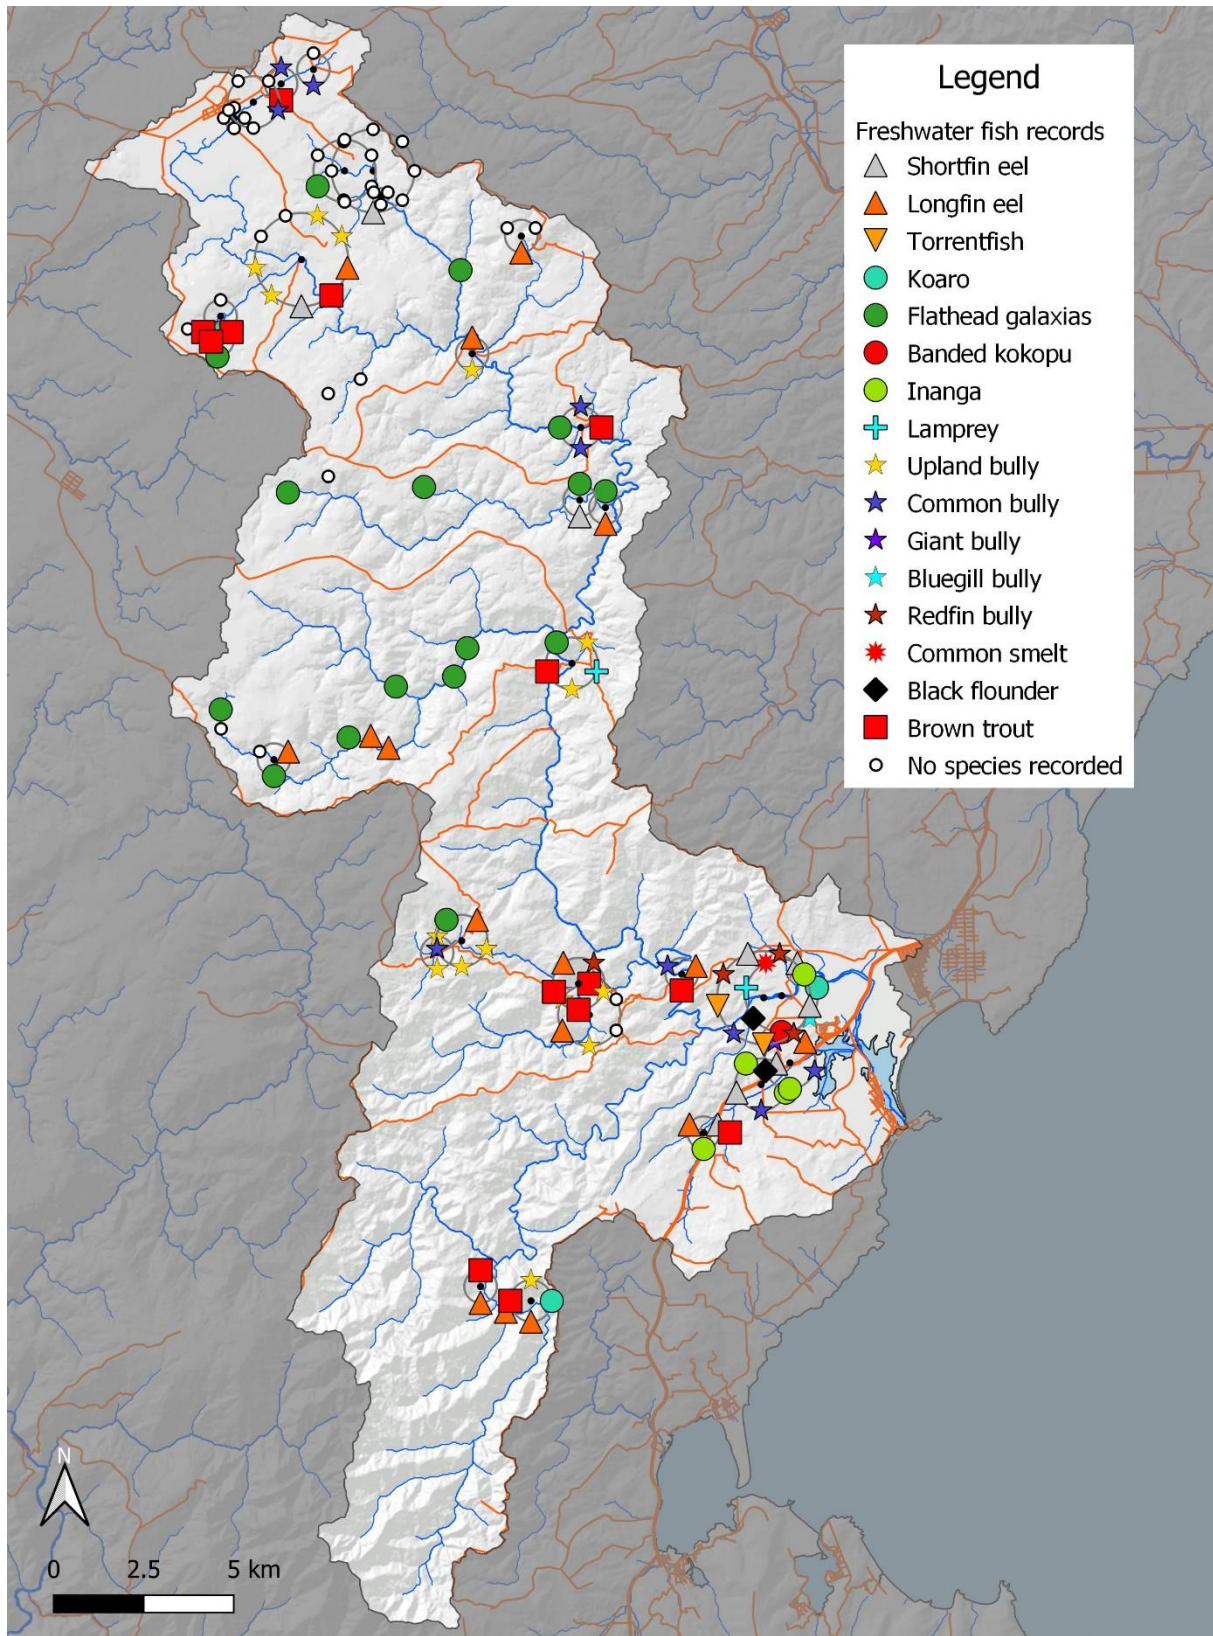 Legend
Freshwater fish records
Shortfin eel
Longfin eel
Torrentfish
Koaro
Flathead galaxias
Banded kokopu
Inanga
Lamprey
Upland bully
Common bully
Giant bully
Bluegill bully
Redfin bully
Common smelt
Black flounder
Brown trout
No species recorded
N
0 2.5 5 km